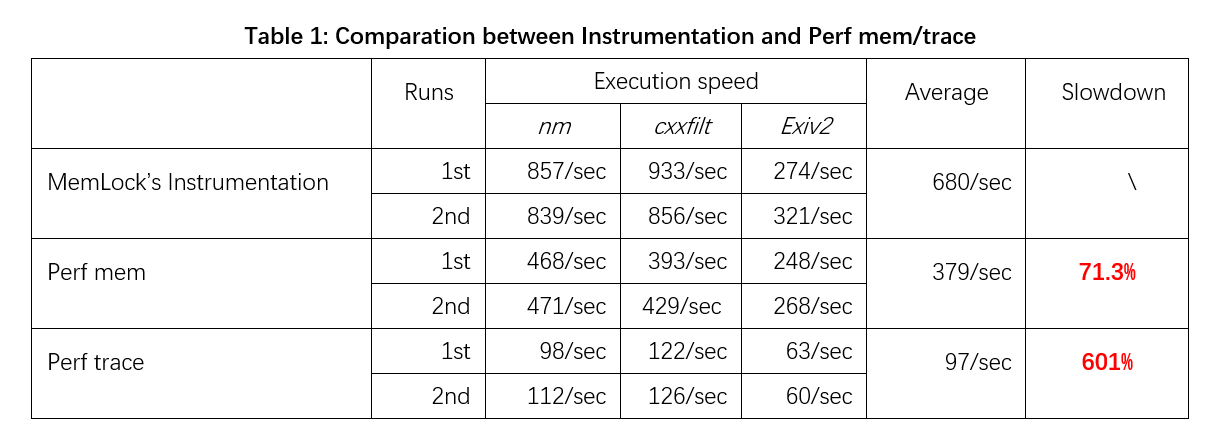 Table 1: Comparation between Instrumentation and Perf mem/trace
Runs Execution speed Average Slowdown
nm cxxfilt Exiv2
MemLock's Instrumentation 1st 857/sec 933/sec 274/sec 680/sec \
2nd 839/sec 856/sec 321/sec
Perf mem 1st 468/sec 393/sec 248/sec 379/sec 71.3%
2nd 471/sec 429/sec 268/sec
Perf trace 1st 98/sec 122/sec 63/sec 97/sec 601%
2nd 112/sec 126/sec 60/sec